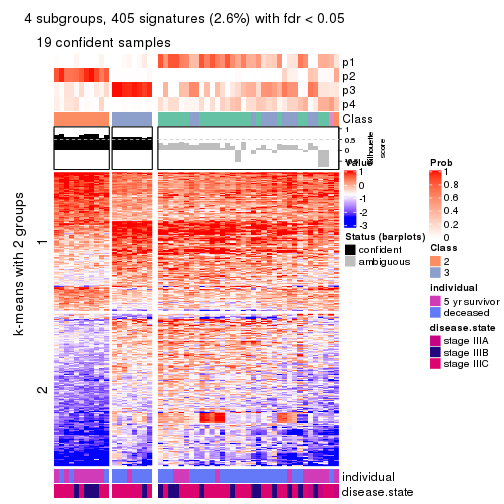 4 subgroups, 405 signatures (2.6%) with fdr < 0.05
19 confident samples
p1
p2
p3
p4
Class
1
0.5
0
-0.5
Silhouette
score
k-means with 2 groups
1
2
individual
disease.state
Value
1
0
-1
-2
-3
Status (barplots)
confident
ambiguous
Prob
1
0.8
0.6
0.4
0.2
0
Class
2
3
individual
5 yr survivor
deceased
disease.state
stage IIIA
stage IIIB
stage IIIC